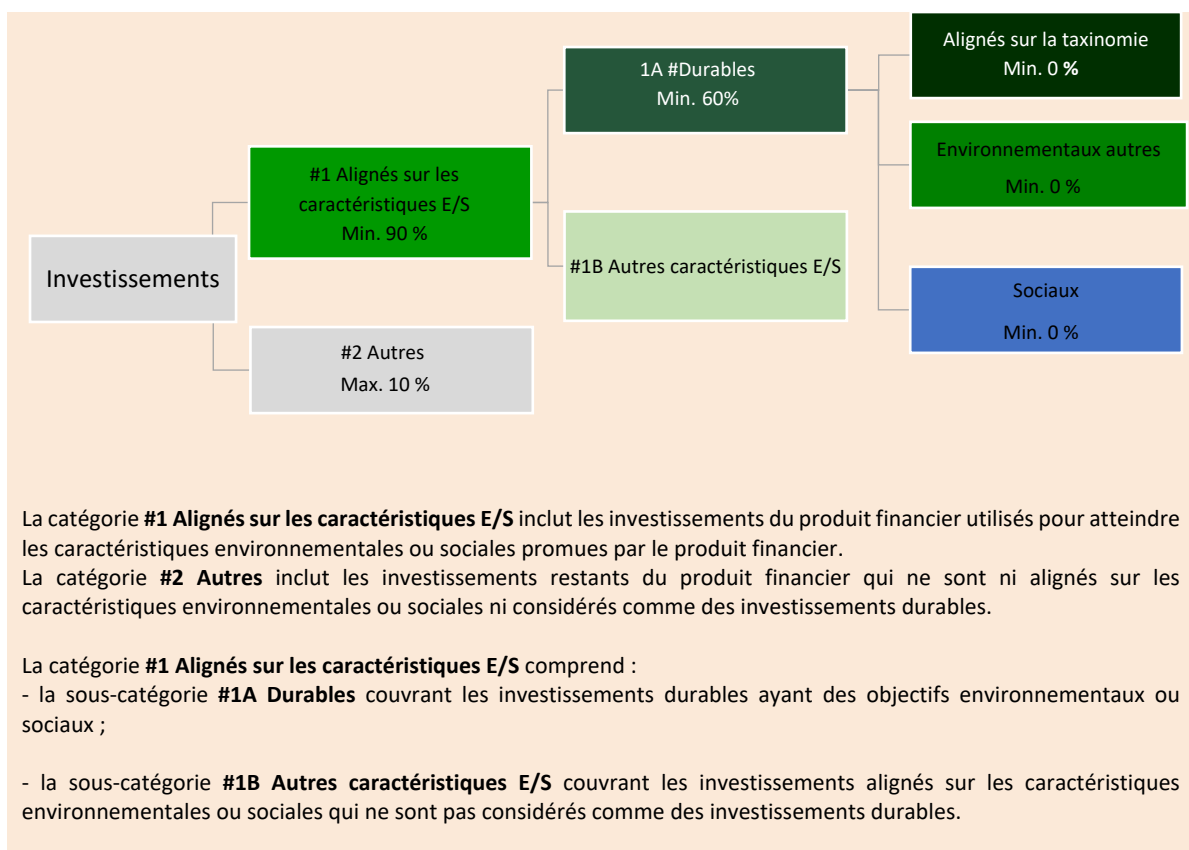 Investissements
#1 Alignés sur les
caractéristiques E/S
Min. 90 %
#2 Autres
Max. 10 %
1A #Durables
Min. 60%
#1B Autres caractéristiques E/S
Alignés sur la taxinomie
Min. 0 %
Environnementaux autres
Min. 0 %
Sociaux
Min. 0 %
La catégorie #1 Alignés sur les caractéristiques E/S inclut les investissements du produit financier utilisés pour atteindre
les caractéristiques environnementales ou sociales promues par le produit financier.
La catégorie #2 Autres inclut les investissements restants du produit financier qui ne sont ni alignés sur les
caractéristiques environnementales ou sociales ni considérés comme des investissements durables.
La catégorie #1 Alignés sur les caractéristiques E/S comprend :
- la sous-catégorie #1A Durables couvrant les investissements durables ayant des objectifs environnementaux ou
sociaux ;
- la sous-catégorie #1B Autres caractéristiques E/S couvrant les investissements alignés sur les caractéristiques
environnementales ou sociales qui ne sont pas considérés comme des investissements durables.